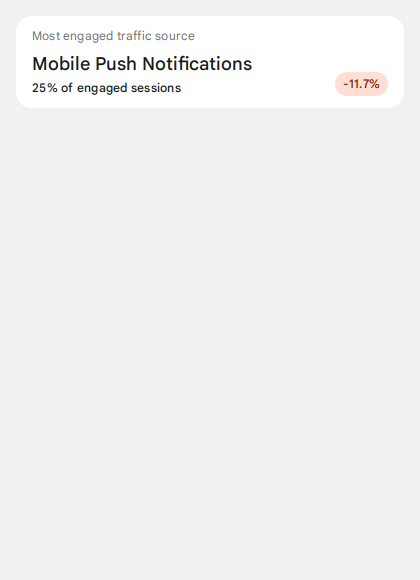 Most engaged traffic source
Mobile Push Notifications
25% of engaged sessions
-11.7%